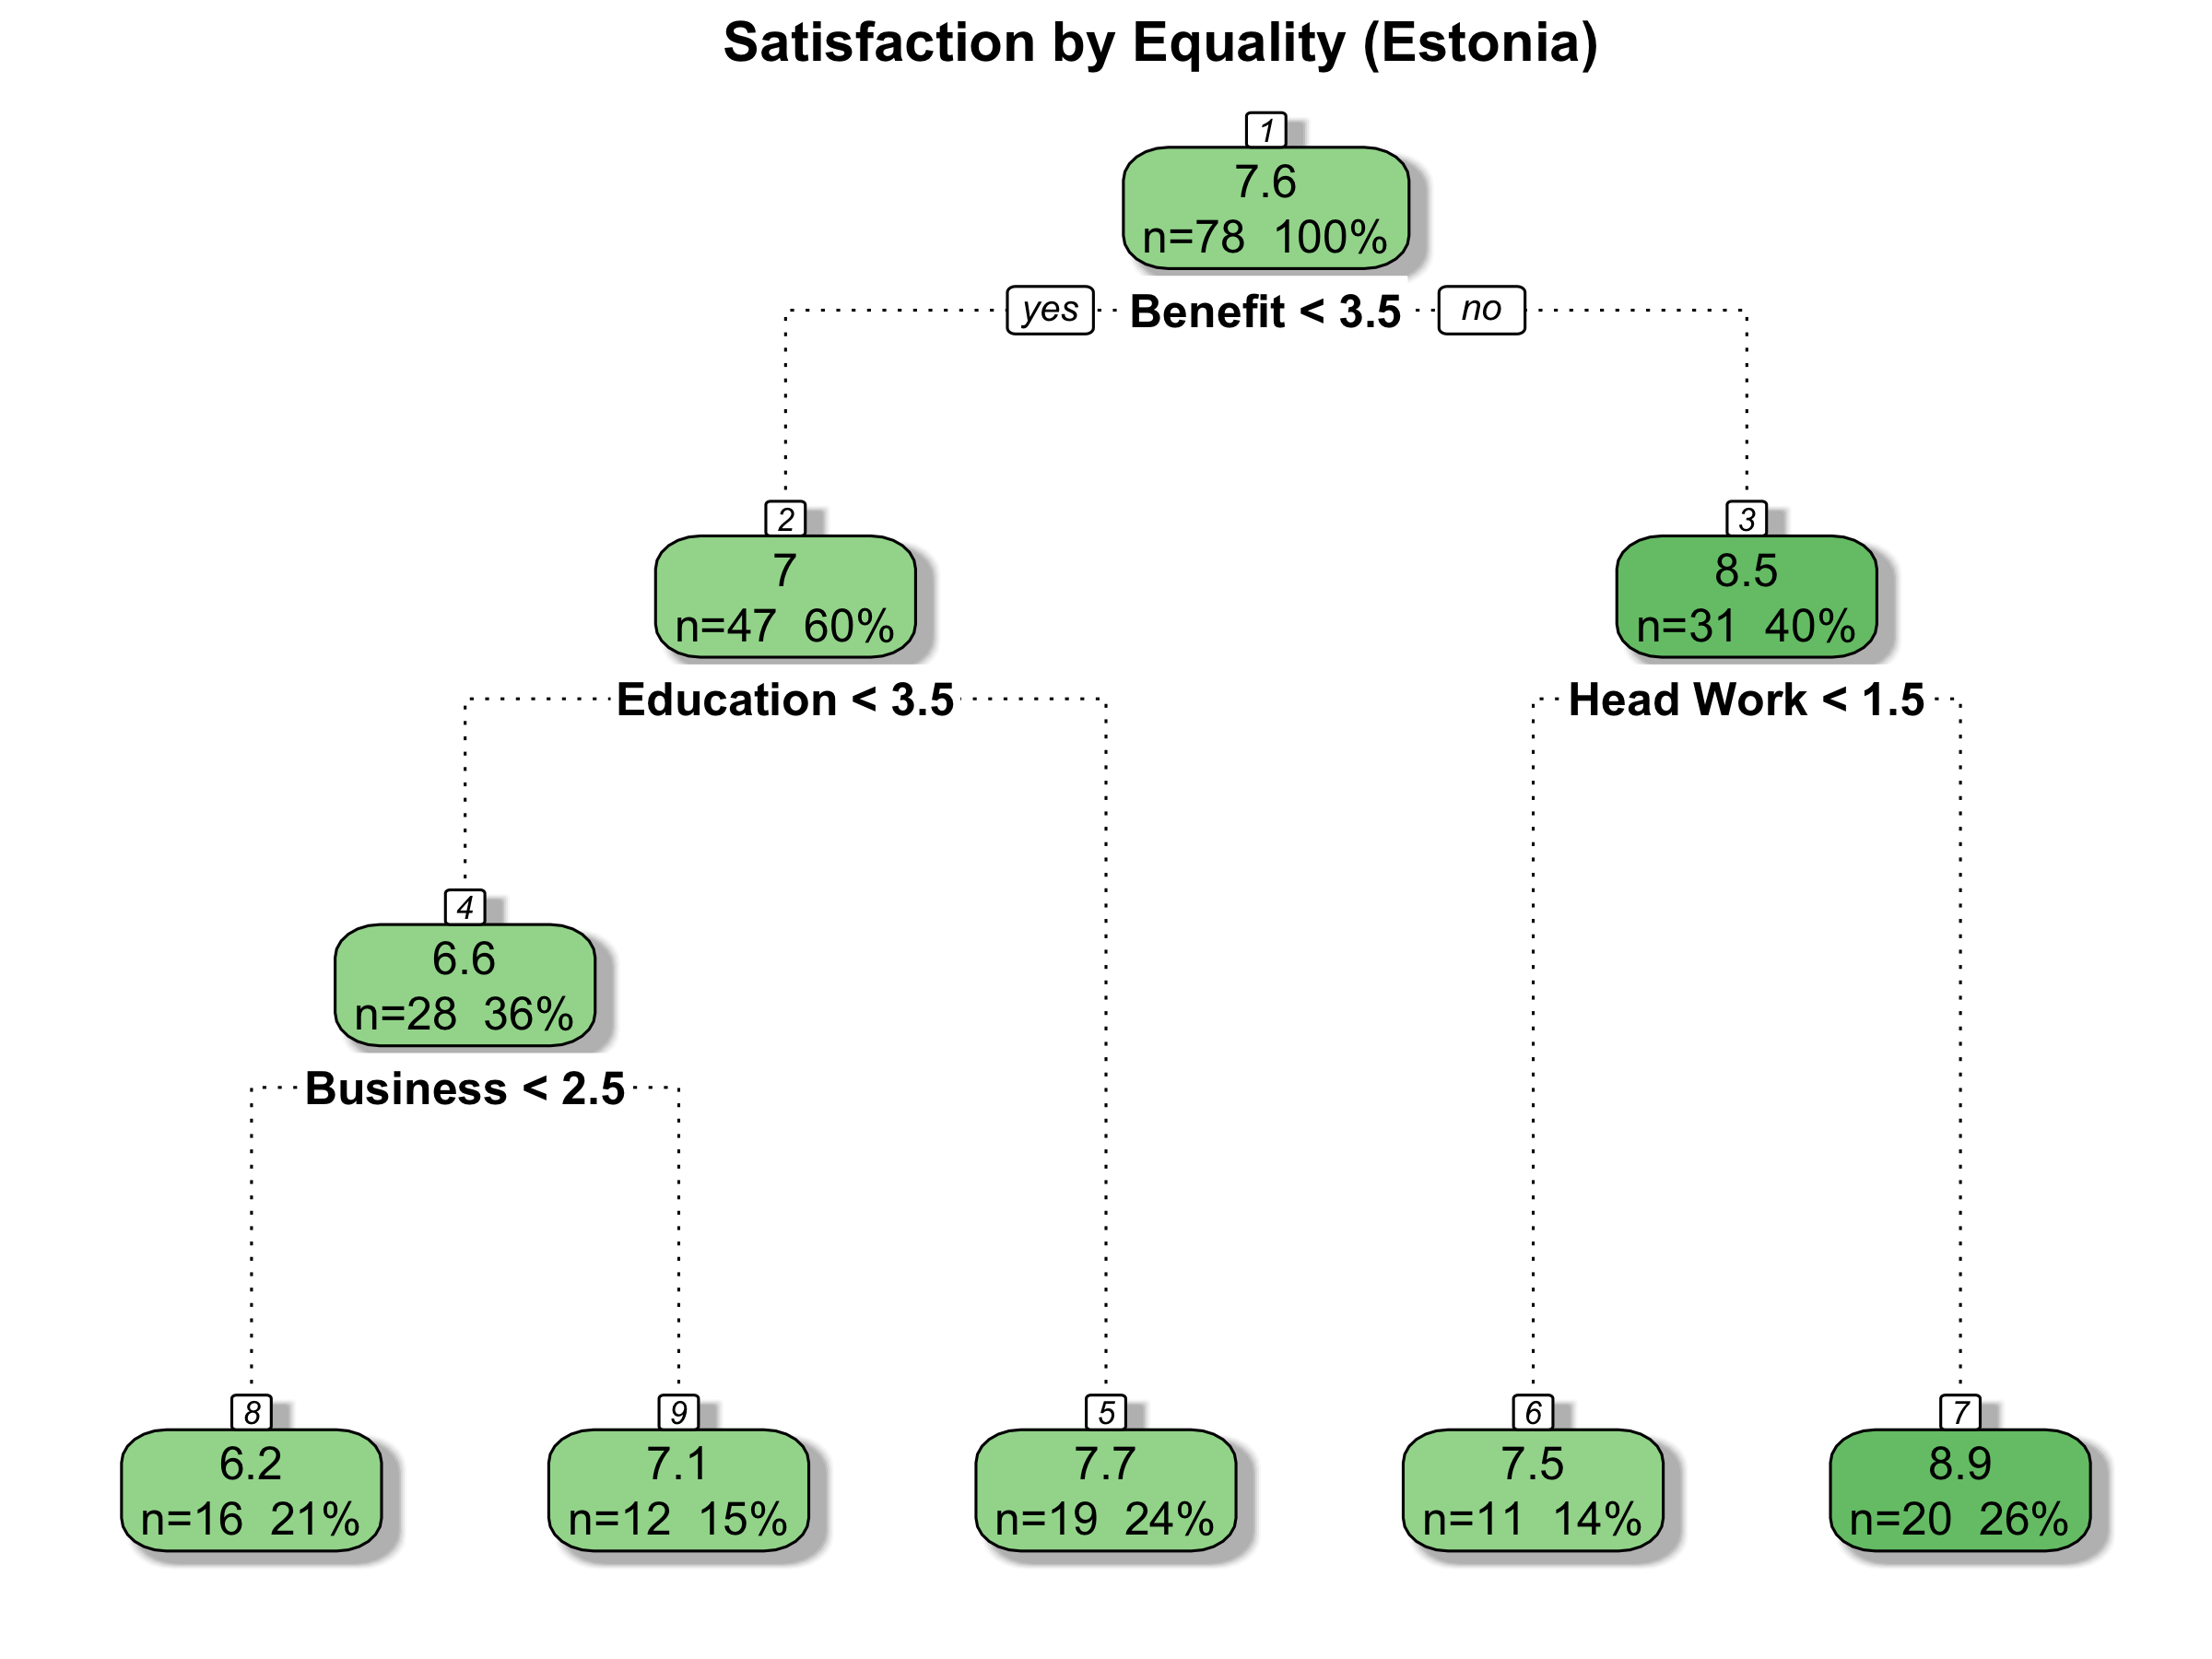 Satisfaction by Equality (Estonia)
1
7.6
n=78 100%
yes Benefit < 3.5 no
2
7
n=47 60%
3
8.5
n=31 40%
Education < 3.5
Head Work < 1.5
4
6.6
n=28 36%
Business < 2.5
8
6.2
n=16 21%
9
7.1
n=12 15%
5
7.7
n=19 24%
6
7.5
n=11 14%
7
8.9
n=20 26%